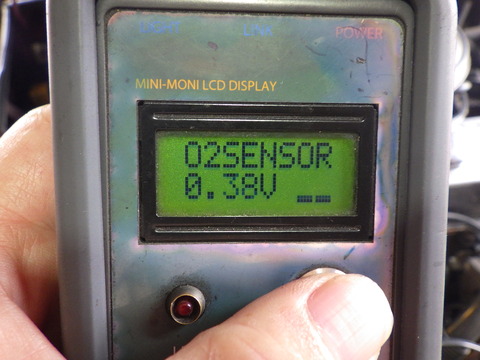 POWER
MINI-MONI LCD DISPLAY
O2SENSOR
0.38V